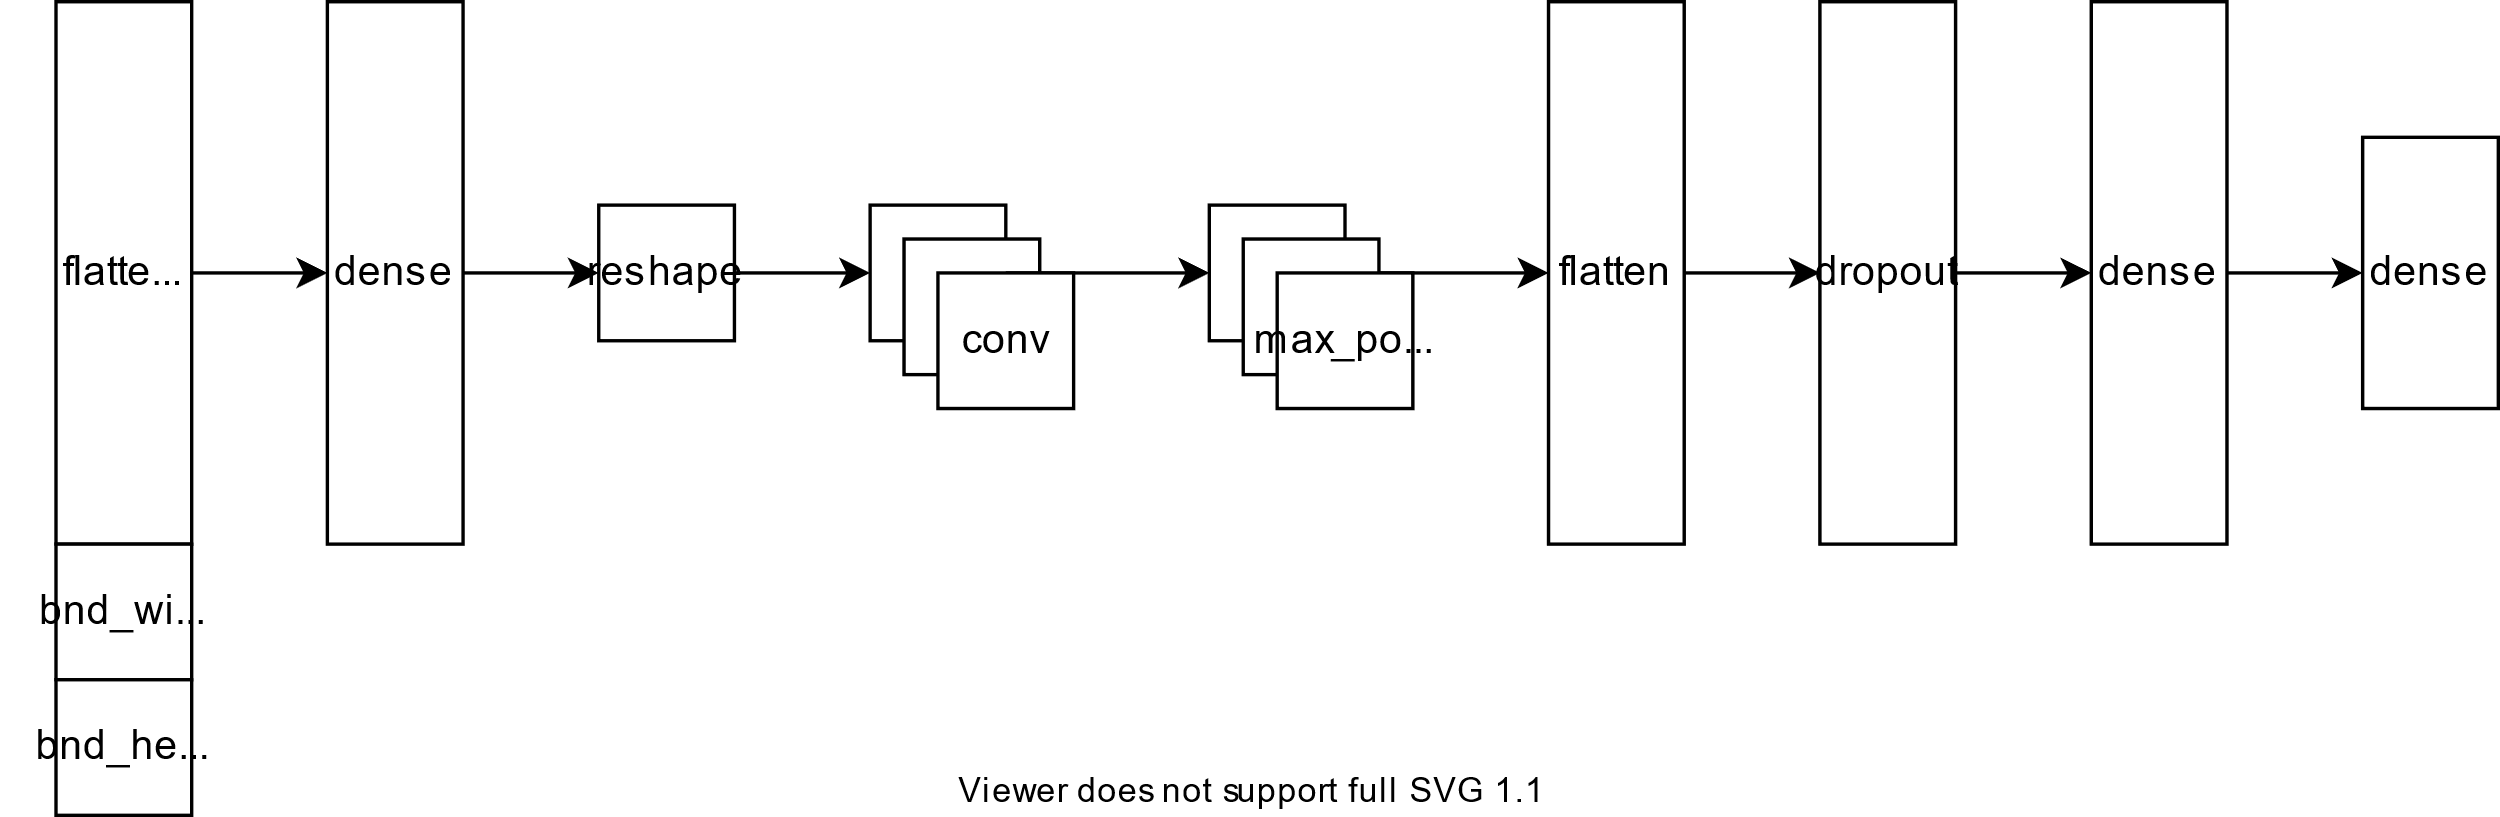 flatte...
dense
reshape
conv
max_po...
flatten
dropout
dense
dense
bnd_wi...
bnd_he...
Viewer does not support full SVG 1.1